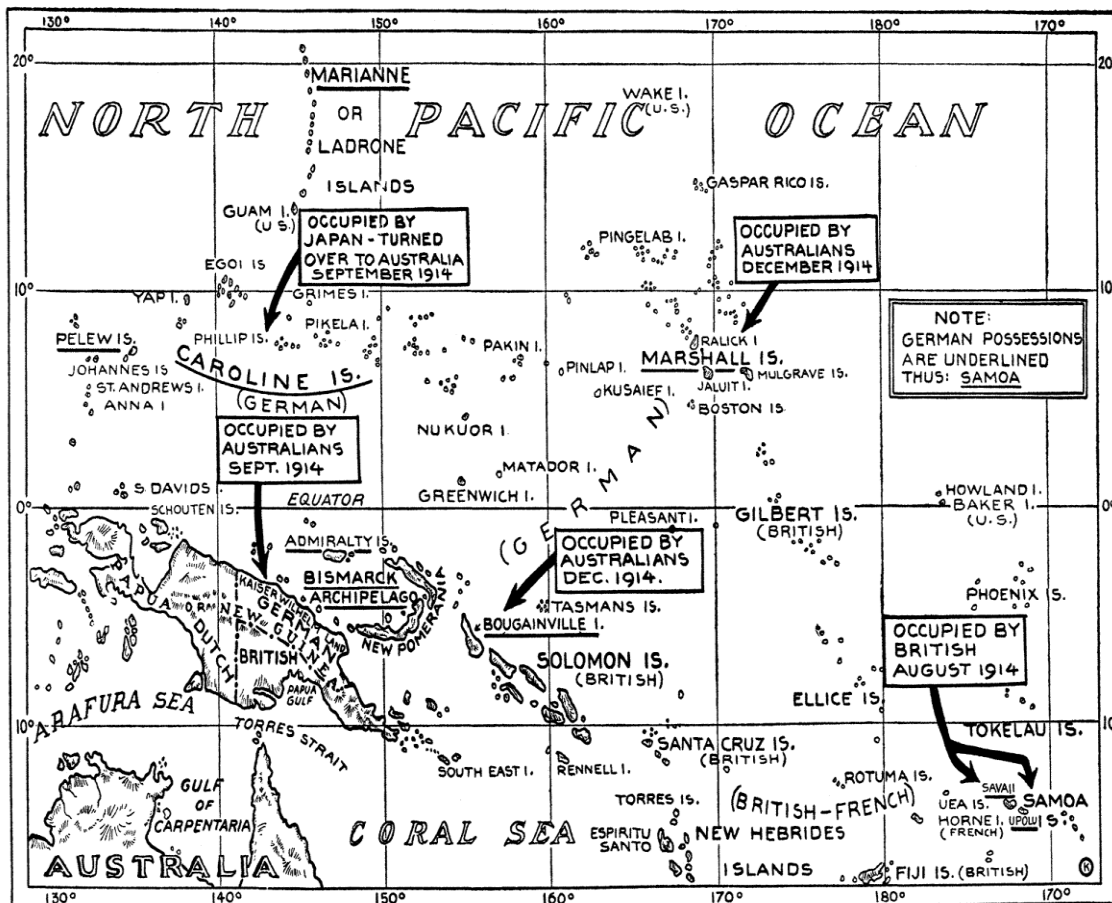 130° 140° 150° 160° 170° 180° 170°
20° 20°
NORTH PACIFIC OCEAN
MARIANNE
OR
LADRONE
ISLANDS
WAKE I.
(U.S.)
GASPAR RICO IS.
GUAM I.
(U.S.)
OCCUPIED BY
JAPAN-TURNED
OVER TO AUSTRALIA
SEPTEMBER 1914
PINGELAB I.
OCCUPIED BY
AUSTRALIANS
DECEMBER 1914
EGOI IS
10° 10°
YAP I.
GRIMES I.
PELEW IS.
PHILLIP IS.
PIKELA I.
PAKIN I.
RALICK I
MARSHALL IS.
NOTE:
GERMAN POSSESSIONS
ARE UNDERLINED
THUS: SAMOA
JOHANNES IS
ST. ANDREWS I.
ANNA I
CAROLINE IS.
(GERMAN)
PINLAP I.
KUSAIEF I.
JALUIT I.
MULGRAVE IS.
BOSTON IS.
NUKUOR I.
OCCUPIED BY
AUSTRALIANS
SEPT. 1914
MATADOR I.
GREENWICH I.
(GERMAN)
S. DAVIDS
SCHOUTEN IS.
EQUATOR
0° 0°
HOWLAND I.
BAKER I.
(U.S.)
PLEASANT I.
GILBERT IS.
(BRITISH)
ADMIRALTY IS.
OCCUPIED BY
AUSTRALIANS
DEC. 1914.
BISMARCK
ARCHIPELAGO
NEW POMERANIA
KAISER WILHELM LAND
GERMAN
PAPUA
OR
NEW GUINEA
DUTCH
BRITISH
PAPUA
GULF
TASMANS IS.
BOUGAINVILLE I.
PHOENIX IS.
OCCUPIED BY
BRITISH
AUGUST 1914
SOLOMON IS.
(BRITISH)
ELLICE IS.
ARAFURA SEA
10° 10°
TORRES STRAIT
TOKELAU IS.
SOUTH EAST I.
RENNELL I.
SANTA CRUZ IS.
(BRITISH)
ROTUMA IS.
(BRITISH-FRENCH)
SAVAII
UEA IS.
SAMOA
HORNE I.
(FRENCH)
UPOLU
IS
GULF
OF
CARPENTARIA
TORRES IS.
ESPIRITU
SANTO
NEW HEBRIDES
ISLANDS
CORAL SEA
AUSTRALIA
FIJI IS. (BRITISH)
K
130° 140° 150° 160° 170° 180° 170°